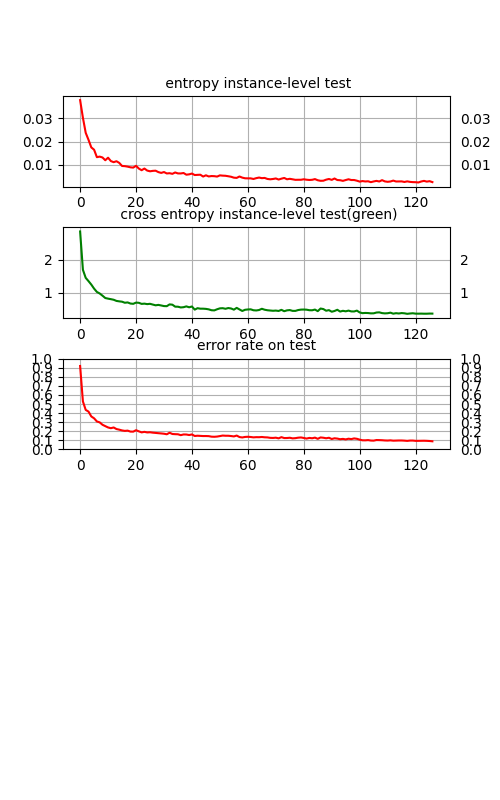 entropy instance-level test
0.03 0.03
0.02 0.02
0.01 0.01
0 20 40 60 80 100 120
cross entropy instance-level test(green)
2 2
1 1
0 20 40 60 80 100 120
error rate on test
1.0 1.0
0.9 0.9
0.8 0.8
0.7 0.7
0.6 0.6
0.5 0.5
0.4 0.4
0.3 0.3
0.2 0.2
0.1 0.1
0.0 0.0
0 20 40 60 80 100 120